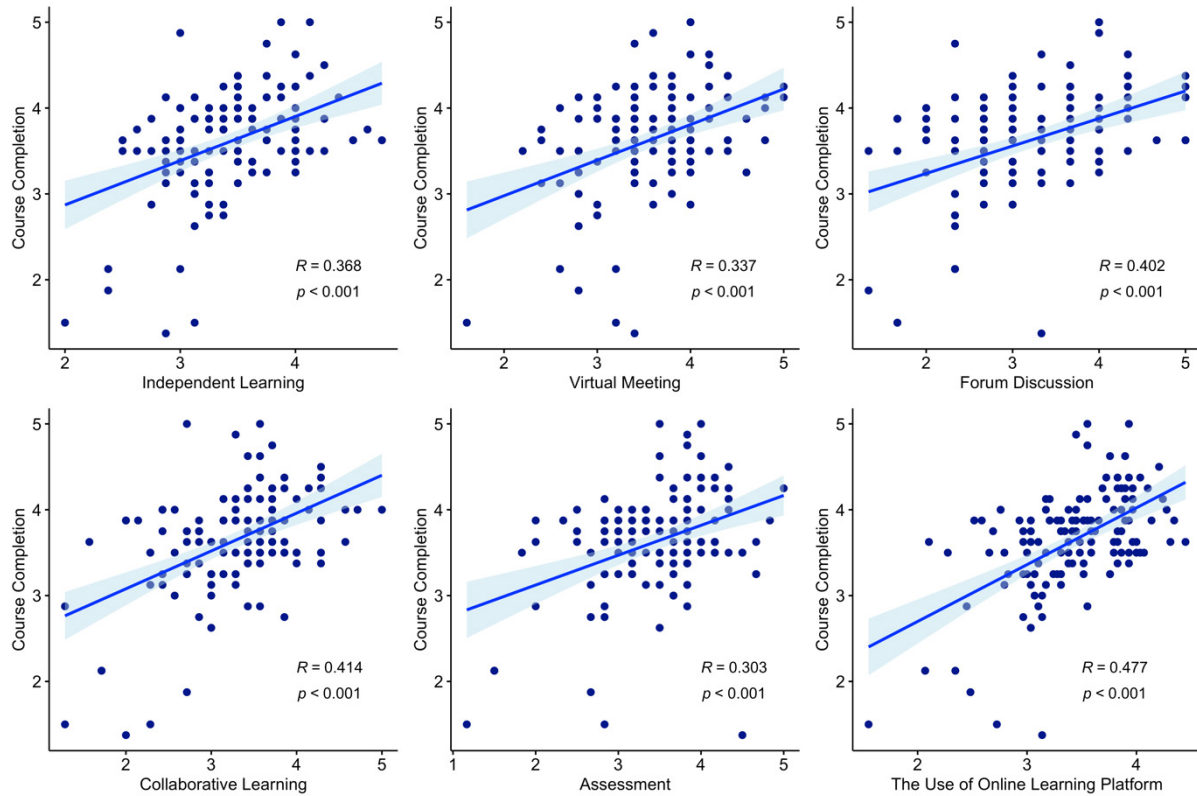 5
4
3
2
Course Completion
R = 0.368
p < 0.001
2 3 4
Independent Learning
5
4
3
2
Course Completion
R = 0.337
p < 0.001
2 3 4 5
Virtual Meeting
5
4
3
2
Course Completion
R = 0.402
p < 0.001
2 3 4 5
Forum Discussion
5
4
3
2
Course Completion
R = 0.414
p < 0.001
2 3 4 5
Collaborative Learning
5
4
3
2
Course Completion
R = 0.303
p < 0.001
1 2 3 4 5
Assessment
5
4
3
2
Course Completion
R = 0.477
p < 0.001
2 3 4
The Use of Online Learning Platform